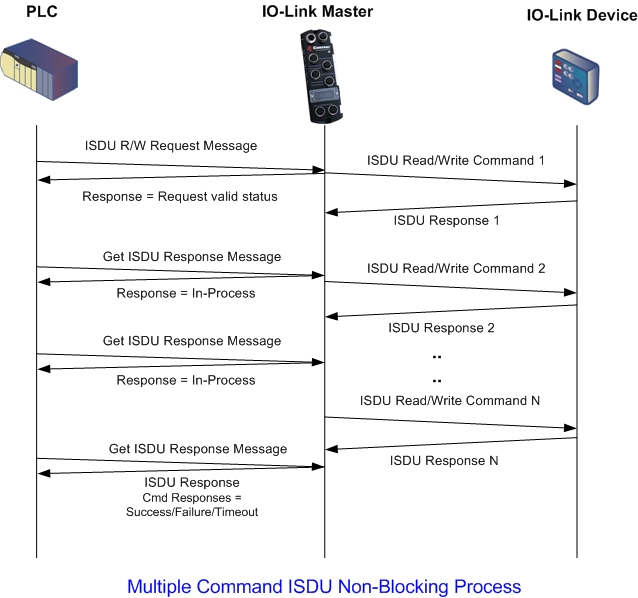 PLC
IO-Link Master
IO-Link Device
ISDU R/W Request Message
ISDU Read/Write Command 1
Response = Request valid status
ISDU Response 1
Get ISDU Response Message
ISDU Read/Write Command 2
Response = In-Process
ISDU Response 2
Get ISDU Response Message
..
Response = In-Process
..
ISDU Read/Write Command N
Get ISDU Response Message
ISDU Response N
ISDU Response
Cmd Responses =
Success/Failure/Timeout
Multiple Command ISDU Non-Blocking Process